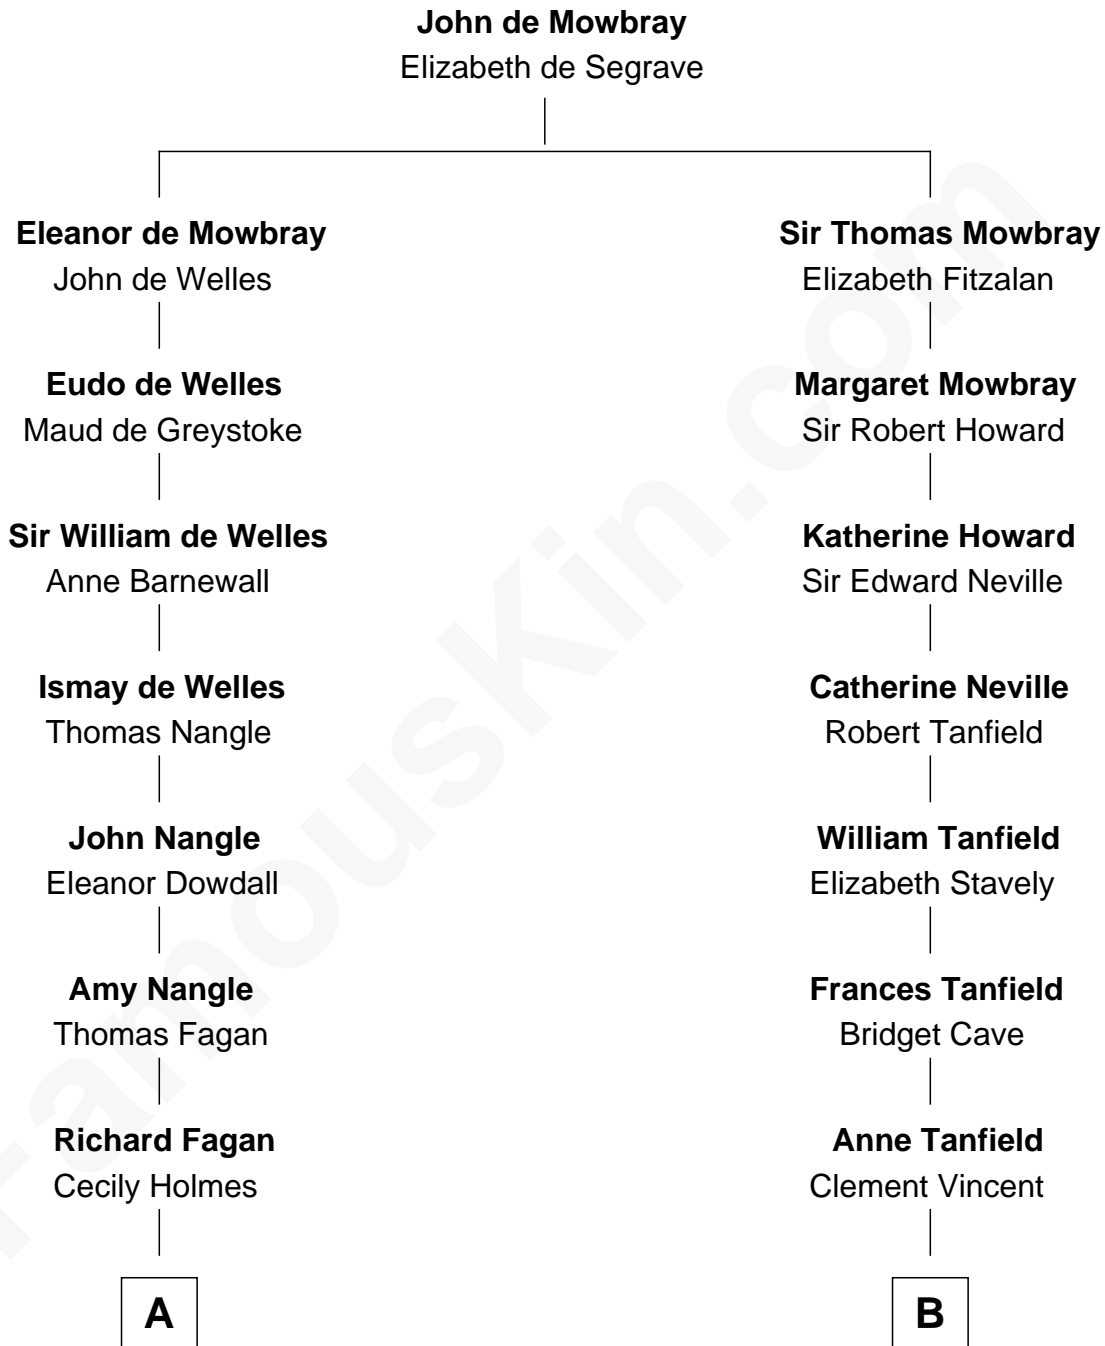 John de Mowbray
Elizabeth de Segrave
Eleanor de Mowbray
John de Welles
Sir Thomas Mowbray
Elizabeth Fitzalan
Eudo de Welles
Maud de Greystoke
Margaret Mowbray
Sir Robert Howard
Sir William de Welles
Anne Barnewall
Katherine Howard
Sir Edward Neville
Ismay de Welles
Thomas Nangle
Catherine Neville
Robert Tanfield
John Nangle
Eleanor Dowdall
William Tanfield
Elizabeth Stavely
Amy Nangle
Thomas Fagan
Frances Tanfield
Bridget Cave
Richard Fagan
Cecily Holmes
Anne Tanfield
Clement Vincent
A
B
FamousKin.com